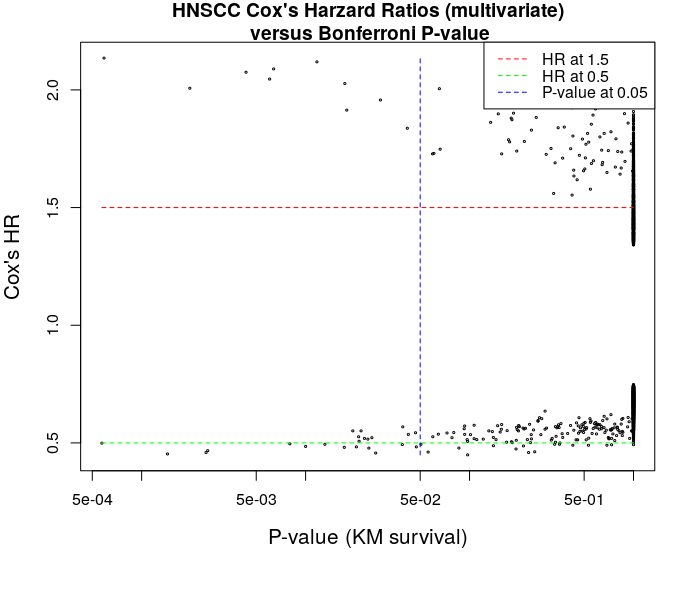 HNSCC Cox's Harzard Ratios (multivariate)
versus Bonferroni P-value
HR at 1.5
HR at 0.5
P-value at 0.05
Cox's HR
2.0
1.5
1.0
0.5
5e-04
5e-03
5e-02
5e-01
P-value (KM survival)